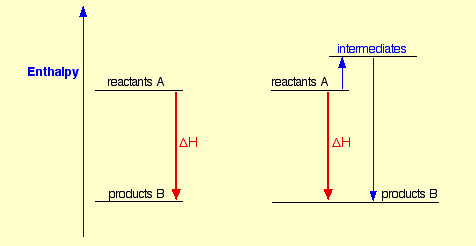 intermediates
Enthalpy
reactants A
reactants A
ΔH
ΔH
products B
products B